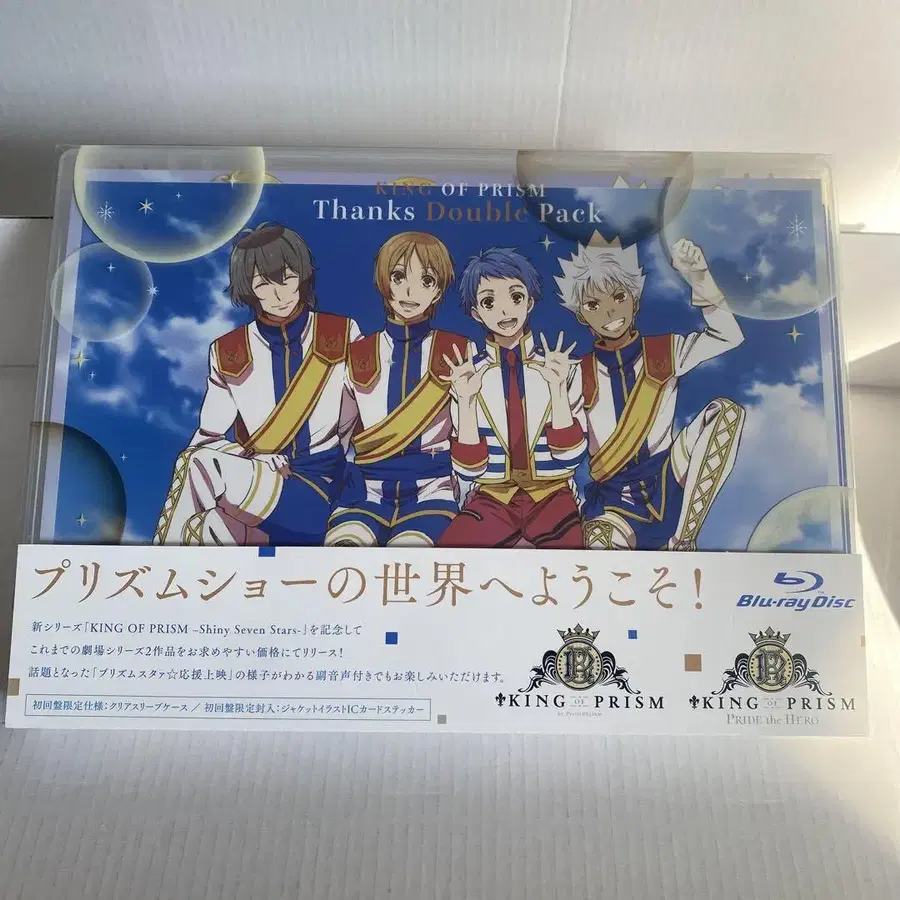 KING OF PRISM
Thanks Double Pack
プリズムショーの世界へようこそ!
Blu-ray Disc
新シリーズ「KING OF PRISM –Shiny Seven Stars-」を記念して
これまでの劇場シリーズ2作品をお求めやすい価格にてリリース!
話題となった「プリズムスタァ☆応援上映」の様子がわかる副音声付きでもお楽しみいただけます。
初回盤限定仕様:クリアスリーブケース / 初回盤限定封入:ジャケットイラストICカードステッカー
KING OF PRISM
by PrettyRhythm
KING OF PRISM
PRIDE the HERO